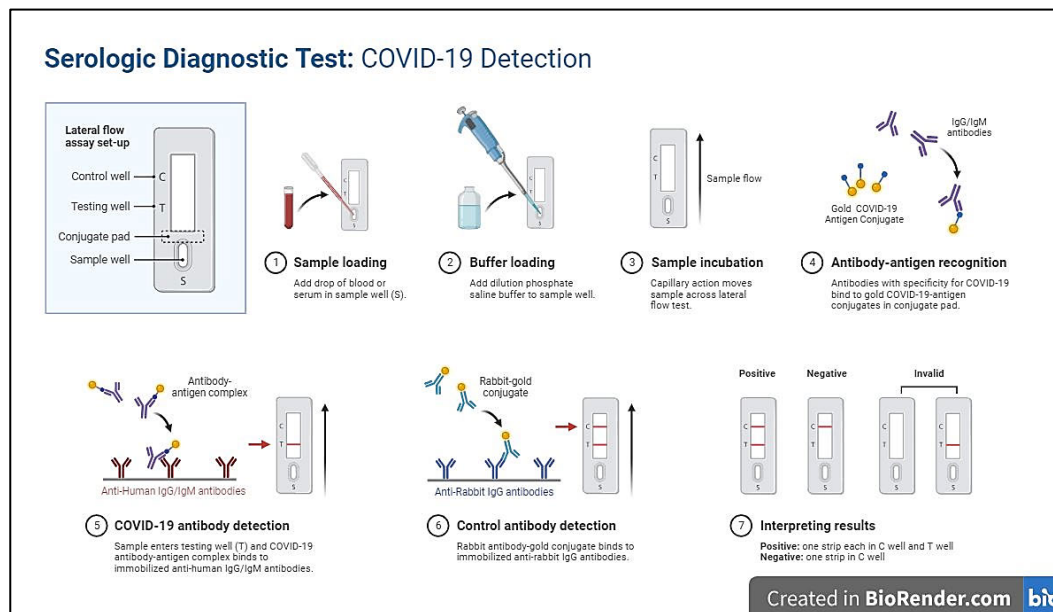 Serologic Diagnostic Test: COVID-19 Detection
Lateral flow
assay set-up
Control well
C
Testing well
T
Conjugate pad
Sample well
S
C
T
S
1 Sample loading
Add drop of blood or
serum in sample well (S).
C
T
S
2 Buffer loading
Add dilution phosphate
saline buffer to sample well.
C
T
S
Sample flow
3 Sample incubation
Capillary action moves
sample across lateral
flow test.
IgG/IgM
antibodies
Gold COVID-19
Antigen Conjugate
4 Antibody-antigen recognition
Antibodies with specificity for COVID-19
bind to gold COVID-19-antigen
conjugates in conjugate pad.
Antibody-
antigen complex
Anti-Human IgG/IgM antibodies
C
T
S
5 COVID-19 antibody detection
Sample enters testing well (T) and COVID-19
antibody-antigen complex binds to
immobilized anti-human IgG/IgM antibodies.
Rabbit-gold
conjugate
Anti-Rabbit IgG antibodies
C
T
S
6 Control antibody detection
Rabbit antibody-gold conjugate binds to
immobilized anti-rabbit IgG antibodies.
Positive Negative Invalid
C C C C
T T T T
S S S S
7 Interpreting results
Positive: one strip each in C well and T well
Negative: one strip in C well
Created in BioRender.com bio